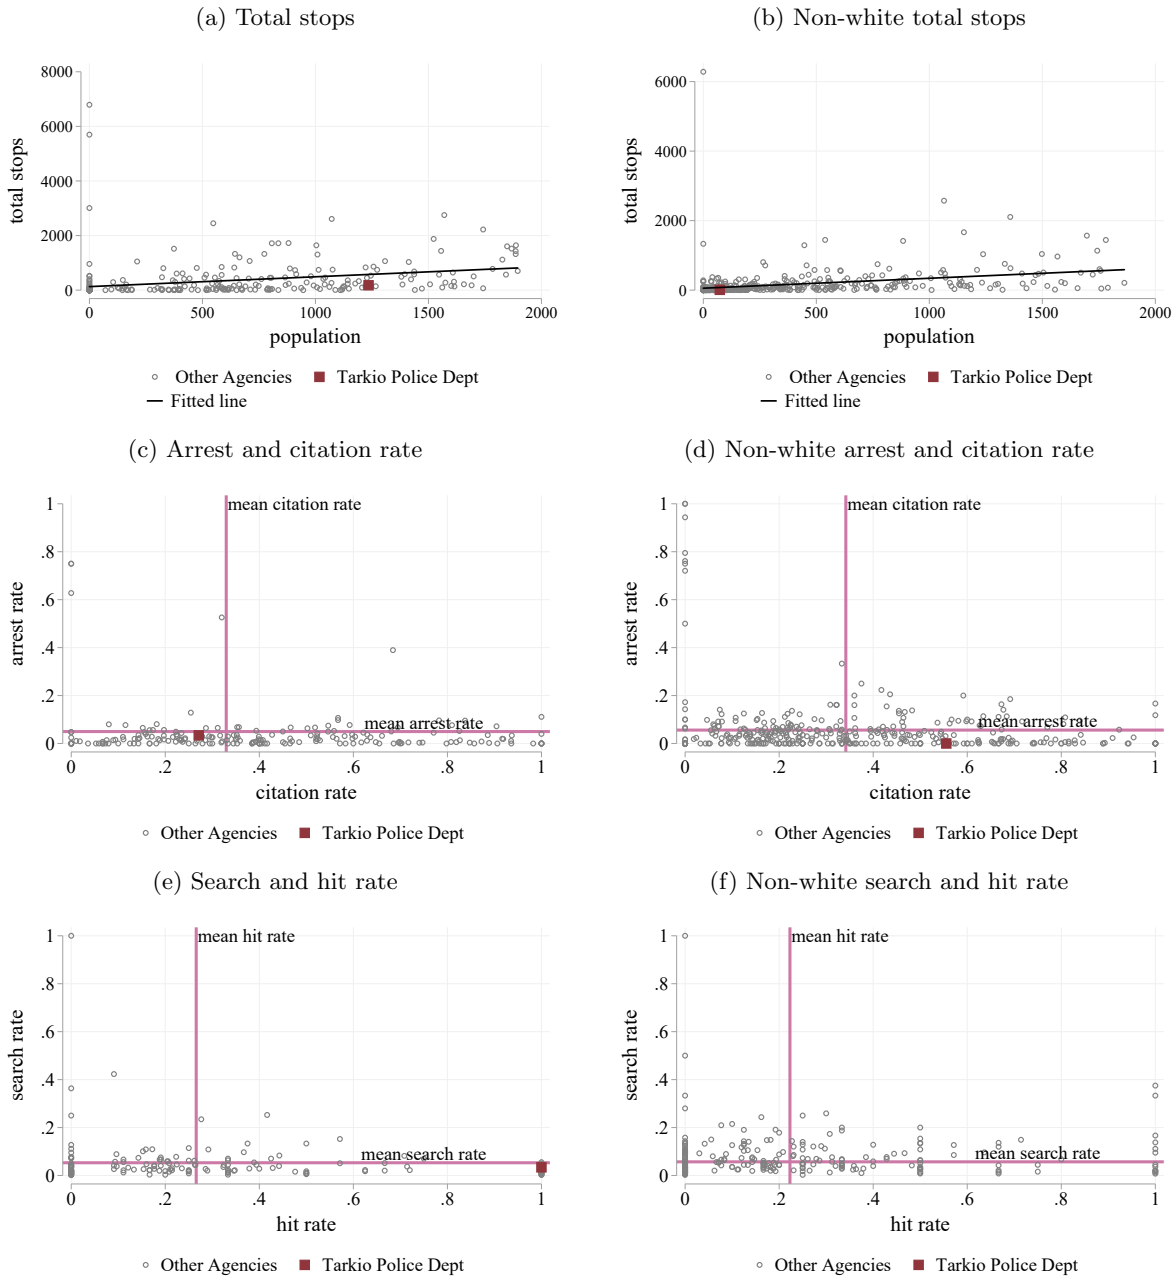 (a) Total stops
(b) Non-white total stops
8000
6000
4000
2000
0
total stops
0 500 1000 1500 2000
population
Other Agencies Tarkio Police Dept
Fitted line
6000
4000
2000
0
total stops
0 500 1000 1500 2000
population
Other Agencies Tarkio Police Dept
Fitted line
(c) Arrest and citation rate
(d) Non-white arrest and citation rate
1
.8
.6
.4
.2
0
arrest rate
mean citation rate
mean arrest rate
0 .2 .4 .6 .8 1
citation rate
Other Agencies Tarkio Police Dept
1
.8
.6
.4
.2
0
arrest rate
mean citation rate
mean arrest rate
0 .2 .4 .6 .8 1
citation rate
Other Agencies Tarkio Police Dept
(e) Search and hit rate
(f) Non-white search and hit rate
1
.8
.6
.4
.2
0
search rate
mean hit rate
mean search rate
0 .2 .4 .6 .8 1
hit rate
Other Agencies Tarkio Police Dept
1
.8
.6
.4
.2
0
search rate
mean hit rate
mean search rate
0 .2 .4 .6 .8 1
hit rate
Other Agencies Tarkio Police Dept